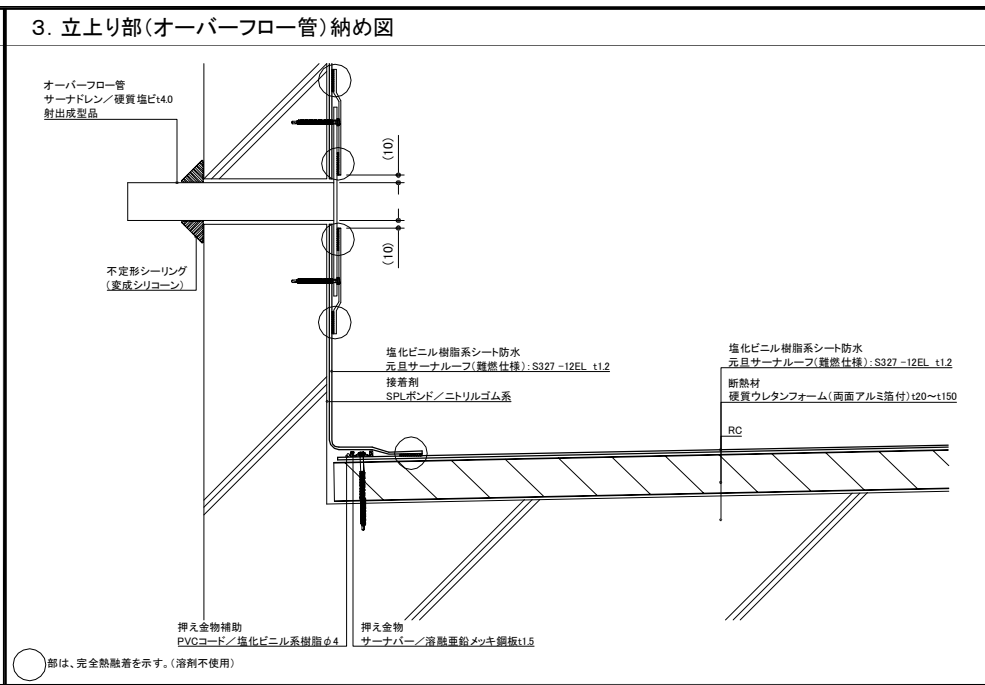 3. 立上り部(オーバーフロー管)納め図
オーバーフロー管
サーナドレン/硬質塩ビt4.0
射出成型品
(10)
(10)
不定形シーリング
(変成シリコーン)
塩化ビニル樹脂系シート防水
元旦サーナルーフ(難燃仕様):S327-12EL t1.2
接着剤
SPLボンド/ニトリルゴム系
塩化ビニル樹脂系シート防水
元旦サーナルーフ(難燃仕様):S327-12EL t1.2
断熱材
硬質ウレタンフォーム(両面アルミ箔付)t20~t150
RC
押え金物補助
PVCコード/塩化ビニル系樹脂φ4
押え金物
サーナバー/溶融亜鉛メッキ鋼板t1.5
部は、完全熱融着を示す。(溶剤不使用)